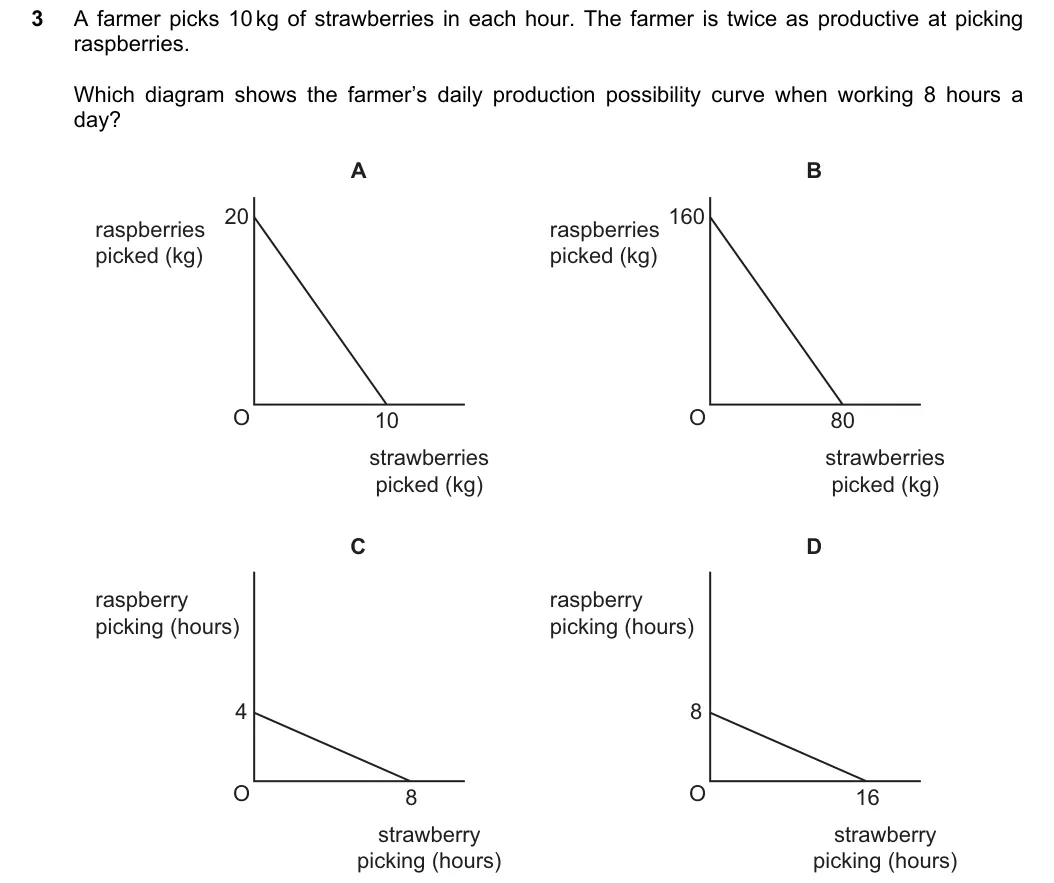 3 A farmer picks 10 kg of strawberries in each hour. The farmer is twice as productive at picking
raspberries.
Which diagram shows the farmer's daily production possibility curve when working 8 hours a
day?
A
raspberries
picked (kg)
20
O
10
strawberries
picked (kg)
B
raspberries
picked (kg)
160
O
80
strawberries
picked (kg)
C
raspberry
picking (hours)
4
O
8
strawberry
picking (hours)
D
raspberry
picking (hours)
8
O
16
strawberry
picking (hours)